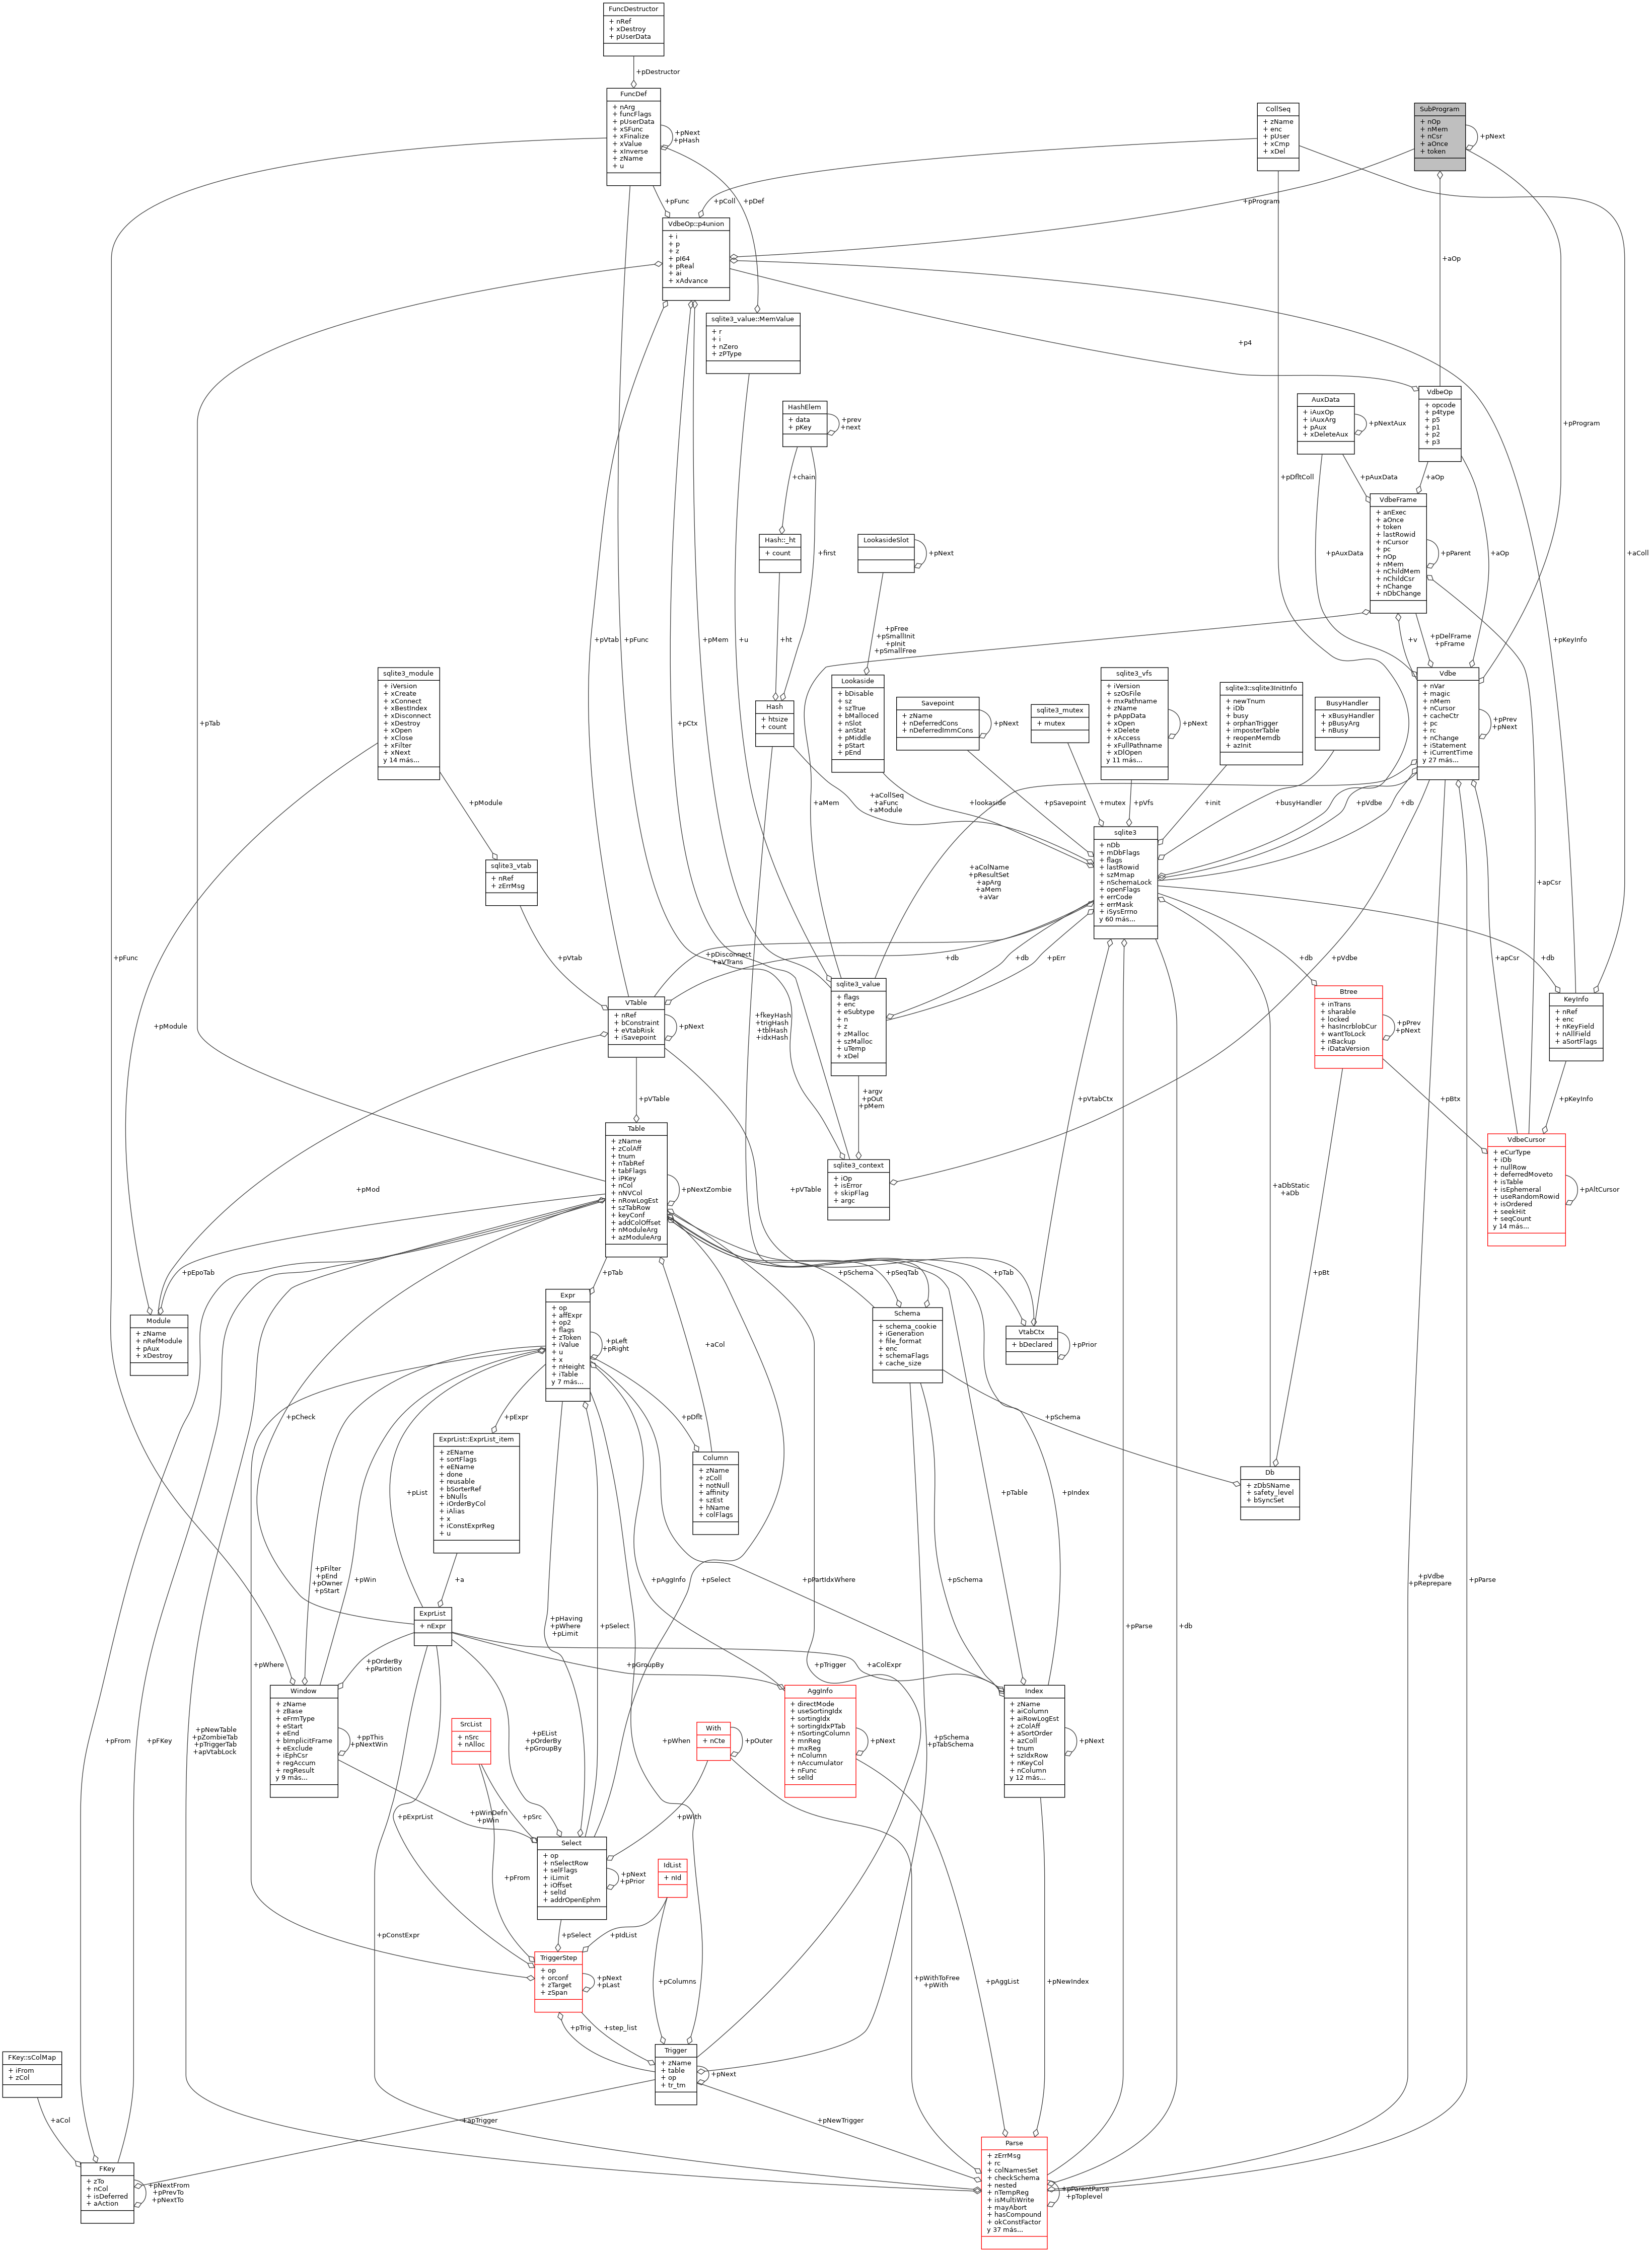 FuncDestructor
+ nRef
+ xDestroy
+ pUserData
+pDestructor
FuncDef
+ nArg
+ funcFlags
+ pUserData
+ xSFunc
+ xFinalize
+ xValue
+ xInverse
+ zName
+ u
+pNext
+pHash
CollSeq
+ zName
+ enc
+ pUser
+ xCmp
+ xDel
SubProgram
+ nOp
+ nMem
+ nCsr
+ aOnce
+ token
+pNext
+pFunc
+pColl
+pDef
+pProgram
VdbeOp::p4union
+ i
+ p
+ z
+ pI64
+ pReal
+ ai
+ xAdvance
+aOp
sqlite3_value::MemValue
+ r
+ i
+ nZero
+ zPType
+p4
VdbeOp
+ opcode
+ p4type
+ p5
+ p1
+ p2
+ p3
AuxData
+ iAuxOp
+ iAuxArg
+ pAux
+ xDeleteAux
+pNextAux
+pProgram
HashElem
+ data
+ pKey
+prev
+next
+chain
+pDfltColl
+pAuxData
+aOp
VdbeFrame
+ anExec
+ aOnce
+ token
+ lastRowid
+ nCursor
+ pc
+ nOp
+ nMem
+ nChildMem
+ nChildCsr
+ nChange
+ nDbChange
+pParent
Hash::_ht
+ count
+first
LookasideSlot
+pNext
+pAuxData
+aOp
+aColl
+pVtab
+pFunc
+pMem
+u
+ht
+pFree
+pSmallInit
+pInit
+pSmallFree
+v
+pDelFrame
+pFrame
+pKeyInfo
sqlite3_module
+ iVersion
+ xCreate
+ xConnect
+ xBestIndex
+ xDisconnect
+ xDestroy
+ xOpen
+ xClose
+ xFilter
+ xNext
y 14 más...
Lookaside
+ bDisable
+ sz
+ szTrue
+ bMalloced
+ nSlot
+ anStat
+ pMiddle
+ pStart
+ pEnd
Savepoint
+ zName
+ nDeferredCons
+ nDeferredImmCons
+pNext
sqlite3_mutex
+ mutex
sqlite3_vfs
+ iVersion
+ szOsFile
+ mxPathname
+ zName
+ pAppData
+ xOpen
+ xDelete
+ xAccess
+ xFullPathname
+ xDlOpen
y 11 más...
+pNext
sqlite3::sqlite3InitInfo
+ newTnum
+ iDb
+ busy
+ orphanTrigger
+ imposterTable
+ reopenMemdb
+ azInit
BusyHandler
+ xBusyHandler
+ pBusyArg
+ nBusy
Vdbe
+ nVar
+ magic
+ nMem
+ nCursor
+ cacheCtr
+ pc
+ rc
+ nChange
+ iStatement
+ iCurrentTime
y 27 más...
+pPrev
+pNext
Hash
+ htsize
+ count
+pTab
+pCtx
+pModule
+aCollSeq
+aFunc
+aModule
+aMem
+lookaside
+pSavepoint
+mutex
+pVfs
+init
+busyHandler
+pVdbe
+db
sqlite3
+ nDb
+ mDbFlags
+ flags
+ lastRowid
+ szMmap
+ nSchemaLock
+ openFlags
+ errCode
+ errMask
+ iSysErrno
y 60 más...
sqlite3_vtab
+ nRef
+ zErrMsg
+aColName
+pResultSet
+apArg
+aMem
+aVar
+apCsr
+pFunc
+pVtab
+pDisconnect
+aVTrans
+db
+db
+pErr
+pVdbe
+db
+apCsr
+db
sqlite3_value
+ flags
+ enc
+ eSubtype
+ n
+ z
+ zMalloc
+ szMalloc
+ uTemp
+ xDel
Btree
+ inTrans
+ sharable
+ locked
+ hasIncrblobCur
+ wantToLock
+ nBackup
+ iDataVersion
+pPrev
+pNext
KeyInfo
+ nRef
+ enc
+ nKeyField
+ nAllField
+ aSortFlags
VTable
+ nRef
+ bConstraint
+ eVtabRisk
+ iSavepoint
+pNext
+pModule
+fkeyHash
+trigHash
+tblHash
+idxHash
+pVTable
+argv
+pOut
+pMem
+pVtabCtx
+pBtx
+pKeyInfo
Table
+ zName
+ zColAff
+ tnum
+ nTabRef
+ tabFlags
+ iPKey
+ nCol
+ nNVCol
+ nRowLogEst
+ szTabRow
+ keyConf
+ addColOffset
+ nModuleArg
+ azModuleArg
+pNextZombie
VdbeCursor
+ eCurType
+ iDb
+ nullRow
+ deferredMoveto
+ isTable
+ isEphemeral
+ useRandomRowid
+ isOrdered
+ seekHit
+ seqCount
y 14 más...
+pAltCursor
sqlite3_context
+ iOp
+ isError
+ skipFlag
+ argc
+pMod
+pVTable
+aDbStatic
+aDb
+pEpoTab
+pTab
+pSchema
+pSeqTab
+pTab
+pBt
Expr
+ op
+ affExpr
+ op2
+ flags
+ zToken
+ iValue
+ u
+ x
+ nHeight
+ iTable
y 7 más...
+pLeft
+pRight
Module
+ zName
+ nRefModule
+ pAux
+ xDestroy
Schema
+ schema_cookie
+ iGeneration
+ file_format
+ enc
+ schemaFlags
+ cache_size
VtabCtx
+ bDeclared
+pPrior
+aCol
+pCheck
+pExpr
+pDflt
+pSchema
ExprList::ExprList_item
+ zEName
+ sortFlags
+ eEName
+ done
+ reusable
+ bSorterRef
+ bNulls
+ iOrderByCol
+ iAlias
+ x
+ iConstExprReg
+ u
Column
+ zName
+ zColl
+ notNull
+ affinity
+ szEst
+ hName
+ colFlags
Db
+ zDbSName
+ safety_level
+ bSyncSet
+pList
+pTable
+pIndex
+pFilter
+pEnd
+pOwner
+pStart
+pWin
+a
+pAggInfo
+pSelect
+pPartIdxWhere
+pSchema
+pVdbe
+pReprepare
+pParse
ExprList
+ nExpr
+pHaving
+pWhere
+pLimit
+pSelect
+pParse
+db
+pWhere
+pOrderBy
+pPartition
+pGroupBy
+pTrigger
+aColExpr
Window
+ zName
+ zBase
+ eFrmType
+ eStart
+ eEnd
+ bImplicitFrame
+ eExclude
+ iEphCsr
+ regAccum
+ regResult
y 9 más...
+ppThis
+pNextWin
AggInfo
+ directMode
+ useSortingIdx
+ sortingIdx
+ sortingIdxPTab
+ nSortingColumn
+ mnReg
+ mxReg
+ nColumn
+ nAccumulator
+ nFunc
+ selId
+pNext
Index
+ zName
+ aiColumn
+ aiRowLogEst
+ zColAff
+ aSortOrder
+ azColl
+ tnum
+ szIdxRow
+ nKeyCol
+ nColumn
y 12 más...
+pNext
SrcList
+ nSrc
+ nAlloc
With
+ nCte
+pOuter
+pFrom
+pFKey
+pNewTable
+pZombieTab
+pTriggerTab
+apVtabLock
+pEList
+pOrderBy
+pGroupBy
+pWhen
+pSchema
+pTabSchema
+pExprList
+pWinDefn
+pWin
+pSrc
+pWith
Select
+ op
+ nSelectRow
+ selFlags
+ iLimit
+ iOffset
+ selId
+ addrOpenEphm
+pNext
+pPrior
IdList
+ nId
+pFrom
+pConstExpr
+pSelect
+pIdList
TriggerStep
+ op
+ orconf
+ zTarget
+ zSpan
+pNext
+pLast
+pColumns
+pWithToFree
+pWith
+pAggList
+pNewIndex
+pTrig
+step_list
Trigger
+ zName
+ table
+ op
+ tr_tm
+pNext
FKey::sColMap
+ iFrom
+ zCol
+aCol
+apTrigger
+pNewTrigger
FKey
+ zTo
+ nCol
+ isDeferred
+ aAction
+pNextFrom
+pPrevTo
+pNextTo
Parse
+ zErrMsg
+ rc
+ colNamesSet
+ checkSchema
+ nested
+ nTempReg
+ isMultiWrite
+ mayAbort
+ hasCompound
+ okConstFactor
y 37 más...
+pParentParse
+pToplevel